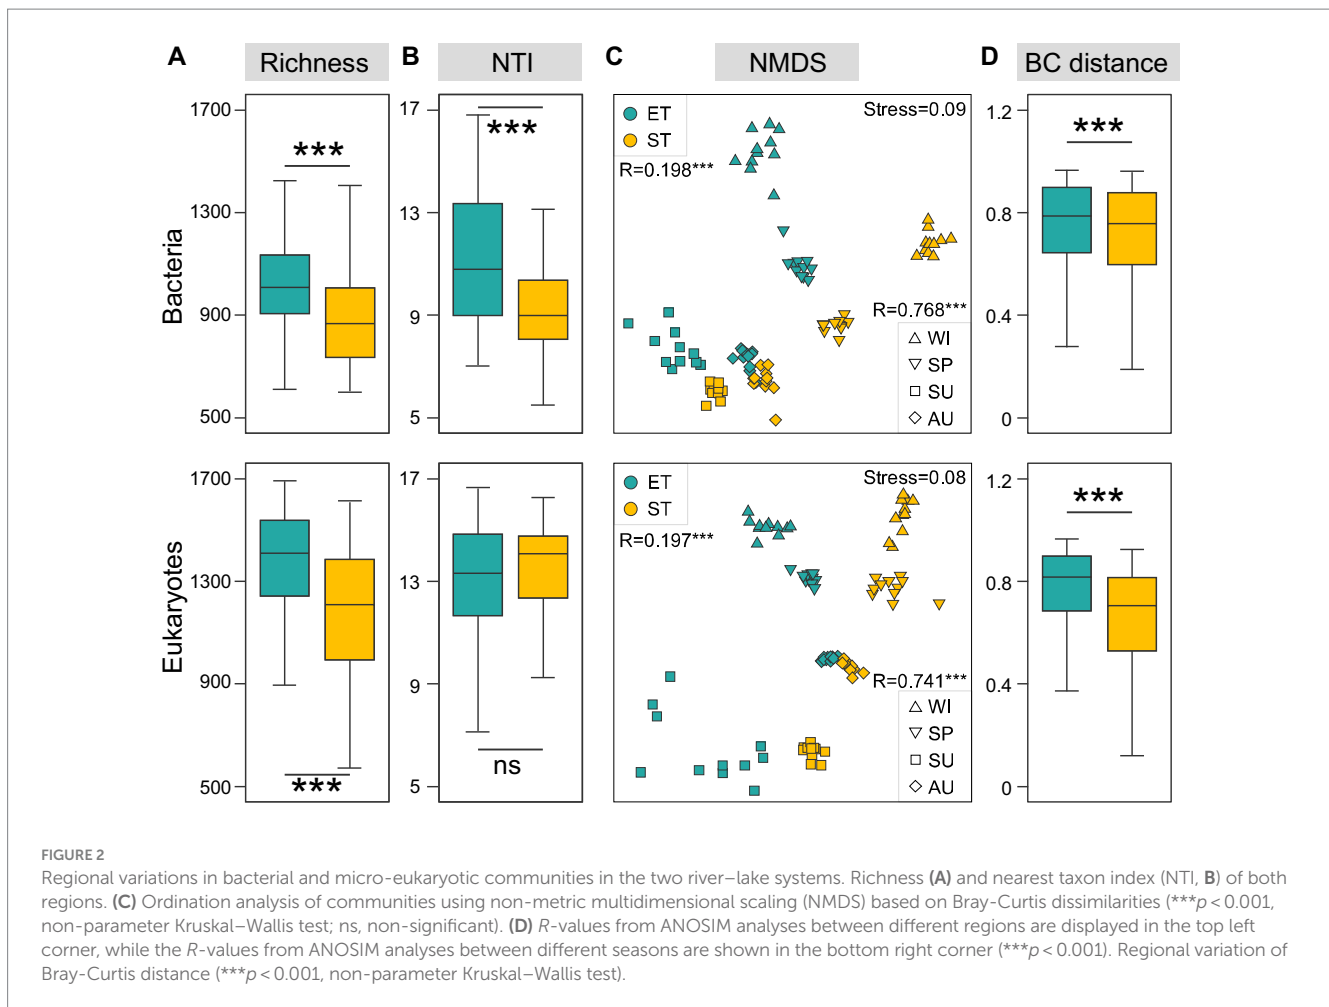 A Richness B NTI C NMDS D BC distance
Bacteria
1700
1300
900
500
***
17
13
9
5
***
ET
ST
Stress=0.09
R=0.198***
R=0.768***
WI
SP
SU
AU
1.2
0.8
0.4
0
***
Eukaryotes
1700
1300
900
500
***
17
13
9
5
ns
ET
ST
Stress=0.08
R=0.197***
R=0.741***
WI
SP
SU
AU
1.2
0.8
0.4
0
***
FIGURE 2
Regional variations in bacterial and micro-eukaryotic communities in the two river–lake systems. Richness (A) and nearest taxon index (NTI, B) of both
regions. (C) Ordination analysis of communities using non-metric multidimensional scaling (NMDS) based on Bray-Curtis dissimilarities (***p < 0.001,
non-parameter Kruskal–Wallis test; ns, non-significant). (D) R-values from ANOSIM analyses between different regions are displayed in the top left
corner, while the R-values from ANOSIM analyses between different seasons are shown in the bottom right corner (***p < 0.001). Regional variation of
Bray-Curtis distance (***p < 0.001, non-parameter Kruskal–Wallis test).